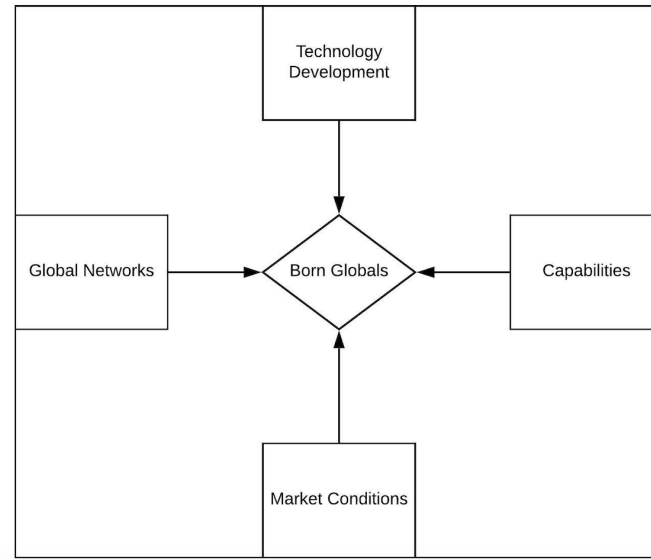 Technology
Development
Global Networks
Born Globals
Capabilities
Market Conditions